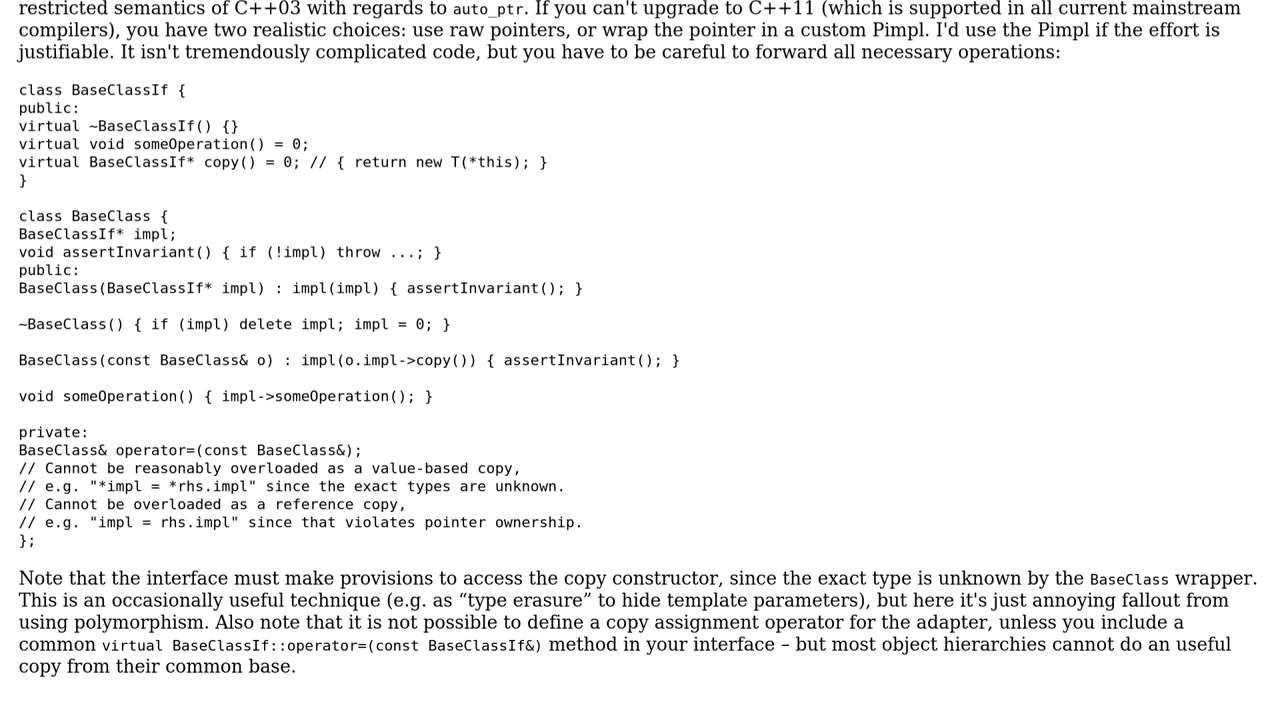 restricted semantics of C++03 with regards to auto_ptr. If you can't upgrade to C++11 (which is supported in all current mainstream
compilers), you have two realistic choices: use raw pointers, or wrap the pointer in a custom Pimpl. I'd use the Pimpl if the effort is
justifiable. It isn't tremendously complicated code, but you have to be careful to forward all necessary operations:
class BaseClassIf {
public:
virtual ~BaseClassIf() {}
virtual void someOperation() = 0;
virtual BaseClassIf* copy() = 0; // { return new T(*this); }
}
class BaseClass {
BaseClassIf* impl;
void assertInvariant() { if (!impl) throw ...; }
public:
BaseClass(BaseClassIf* impl) : impl(impl) { assertInvariant(); }
~BaseClass() { if (impl) delete impl; impl = 0; }
BaseClass(const BaseClass& o) : impl(o.impl->copy()) { assertInvariant(); }
void someOperation() { impl->someOperation(); }
private:
BaseClass& operator=(const BaseClass&);
// Cannot be reasonably overloaded as a value-based copy,
// e.g. "*impl = *rhs.impl" since the exact types are unknown.
// Cannot be overloaded as a reference copy,
// e.g. "impl = rhs.impl" since that violates pointer ownership.
};
Note that the interface must make provisions to access the copy constructor, since the exact type is unknown by the BaseClass wrapper.
This is an occasionally useful technique (e.g. as “type erasure” to hide template parameters), but here it's just annoying fallout from
using polymorphism. Also note that it is not possible to define a copy assignment operator for the adapter, unless you include a
common virtual BaseClassIf::operator=(const BaseClassIf&) method in your interface – but most object hierarchies cannot do an useful
copy from their common base.